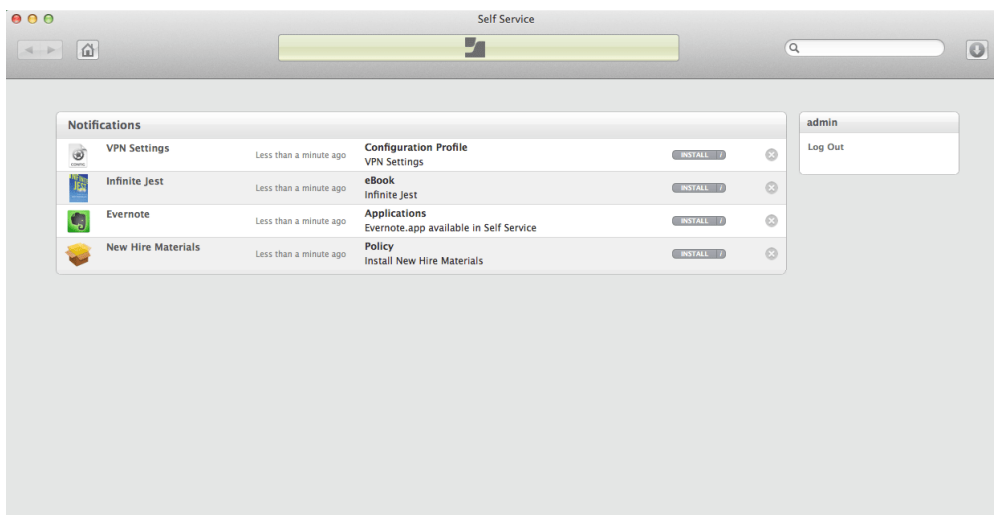 Self Service
Notifications
admin
Log Out
VPN Settings
Less than a minute ago
Configuration Profile
VPN Settings
INSTALL i
Infinite Jest
Less than a minute ago
eBook
Infinite Jest
INSTALL i
Evernote
Less than a minute ago
Applications
Evernote.app available in Self Service
INSTALL i
New Hire Materials
Less than a minute ago
Policy
Install New Hire Materials
INSTALL i